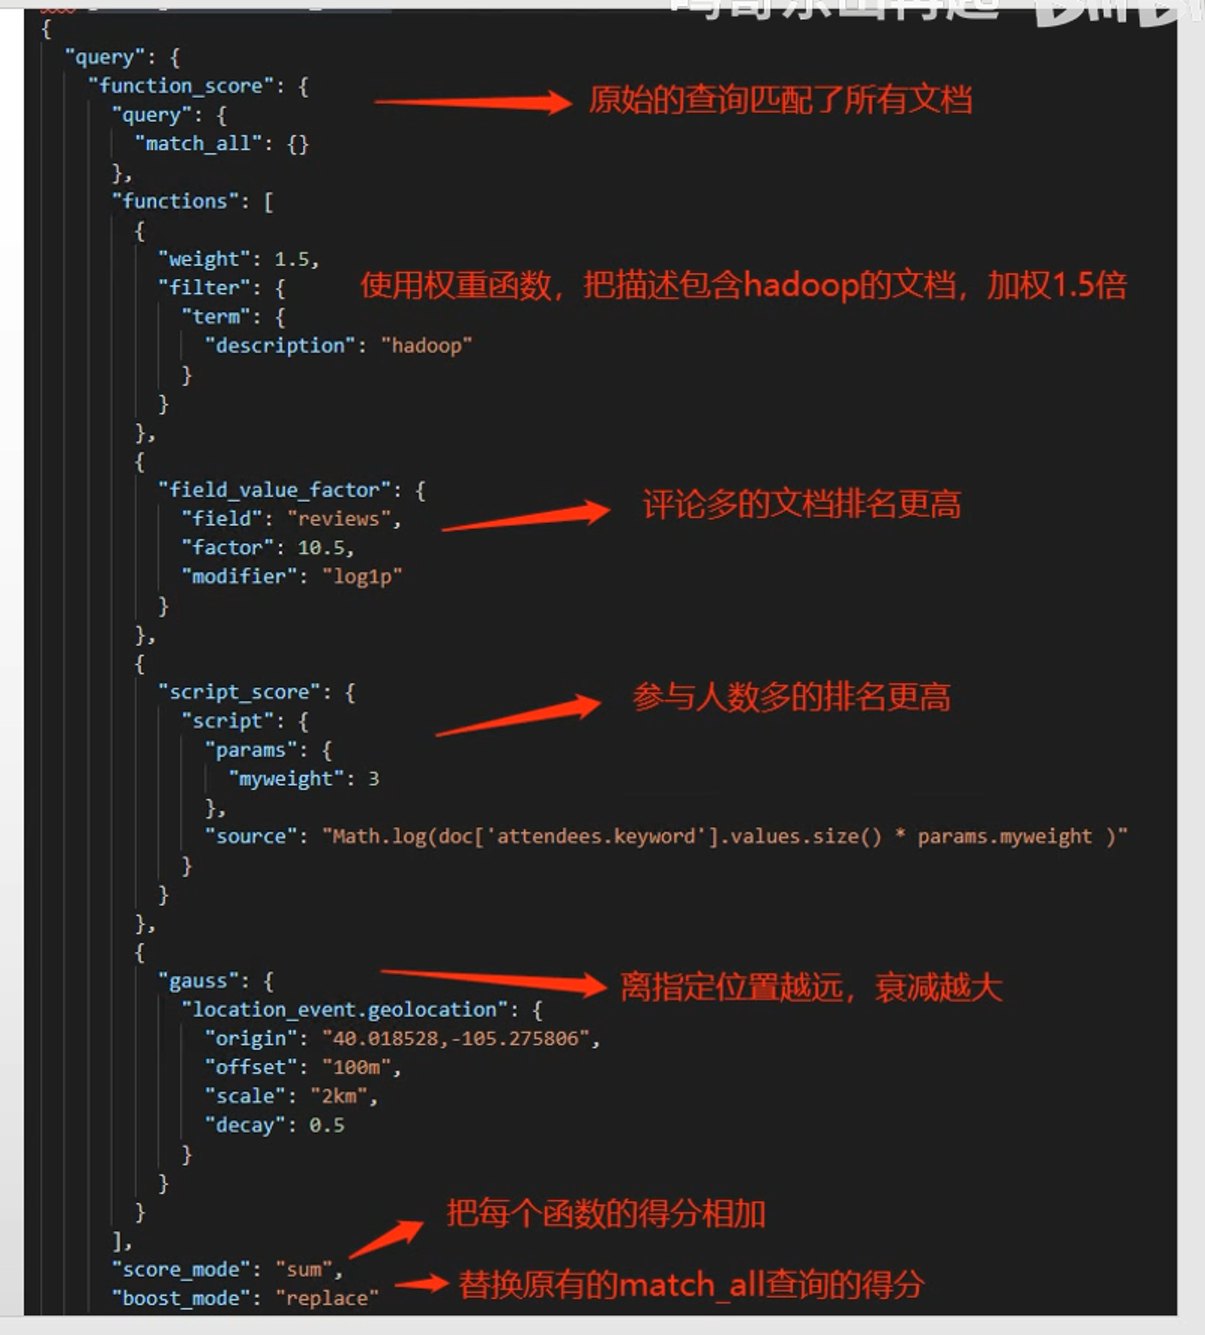 {
"query": {
"function_score": {
原始的查询匹配了所有文档
"query": {
"match_all": {}
},
"functions": [
{
"weight": 1.5,
"filter": {
使用权重函数，把描述包含hadoop的文档，加权1.5倍
"term": {
"description": "hadoop"
}
}
},
{
"field_value_factor": {
"field": "reviews",
评论多的文档排名更高
"factor": 10.5,
"modifier": "log1p"
}
},
{
"script_score": {
参与人数多的排名更高
"script": {
"params": {
"myweight": 3
},
"source": "Math.log(doc['attendees.keyword'].values.size() * params.myweight )"
}
}
},
{
"gauss": {
离指定位置越远，衰减越大
"location_event.geolocation": {
"origin": "40.018528,-105.275806",
"offset": "100m",
"scale": "2km",
"decay": 0.5
}
}
}
把每个函数的得分相加
],
"score_mode": "sum",
替换原有的match_all查询的得分
"boost_mode": "replace"